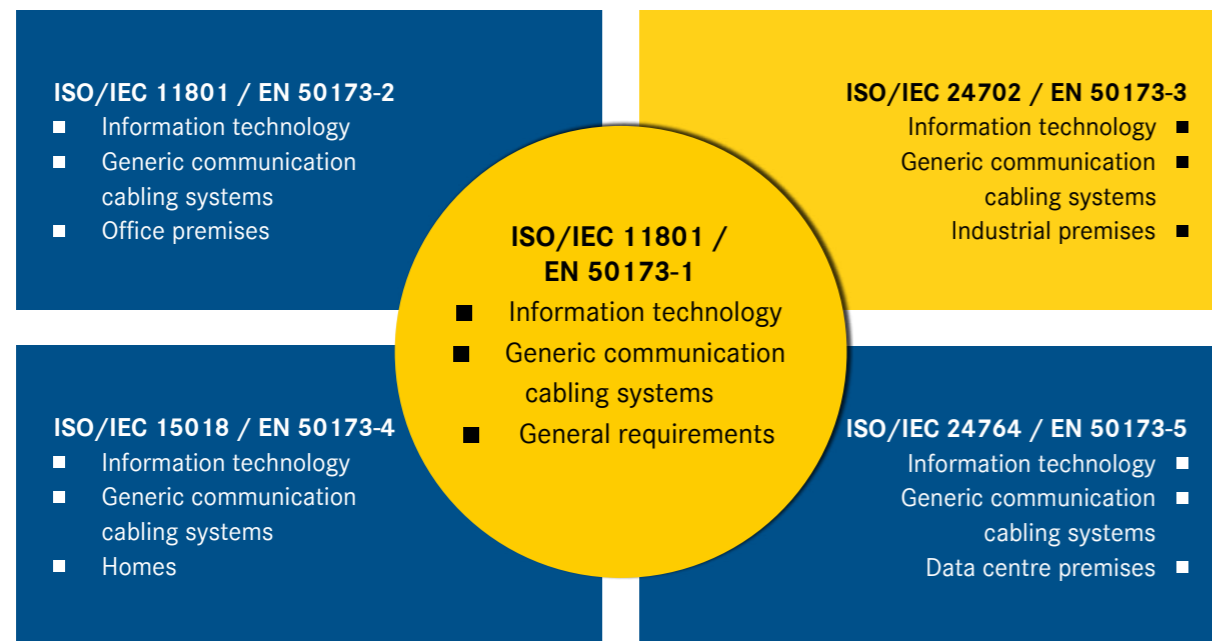 ISO/IEC 11801 / EN 50173-2
Information technology
Generic communication
cabling systems
Office premises
ISO/IEC 24702 / EN 50173-3
Information technology
Generic communication
cabling systems
Industrial premises
ISO/IEC 11801 /
EN 50173-1
Information technology
Generic communication
cabling systems
General requirements
ISO/IEC 15018 / EN 50173-4
Information technology
Generic communication
cabling systems
Homes
ISO/IEC 24764 / EN 50173-5
Information technology
Generic communication
cabling systems
Data centre premises